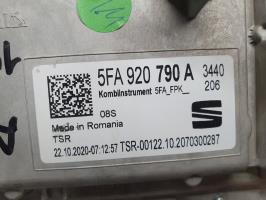 5FA 920 790 A 3440
Kombiinstrument 5FA_FPK_ 206
08S
Made in Romania
TSR
22.10.2020-07:12:57 TSR-00122.10.2070300287